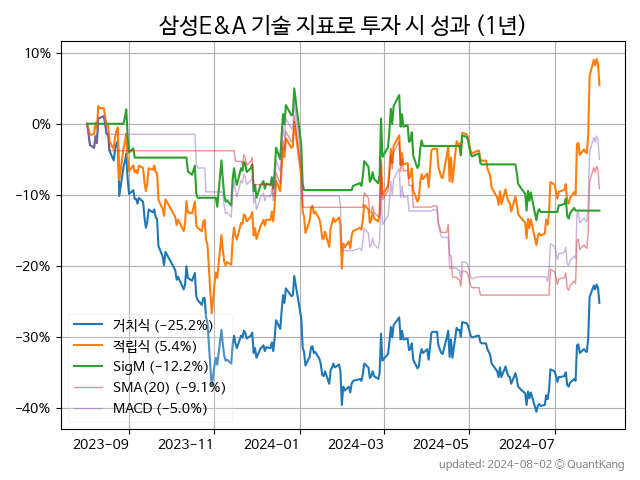 삼성E&A 기술 지표로 투자 시 성과 (1년)
10%
0%
−10%
−20%
−30%
−40%
거치식 (−25.2%)
적립식 (5.4%)
SigM (−12.2%)
SMA(20) (−9.1%)
MACD (−5.0%)
2023-09
2023-11
2024-01
2024-03
2024-05
2024-07
updated: 2024-08-02 © QuantKang